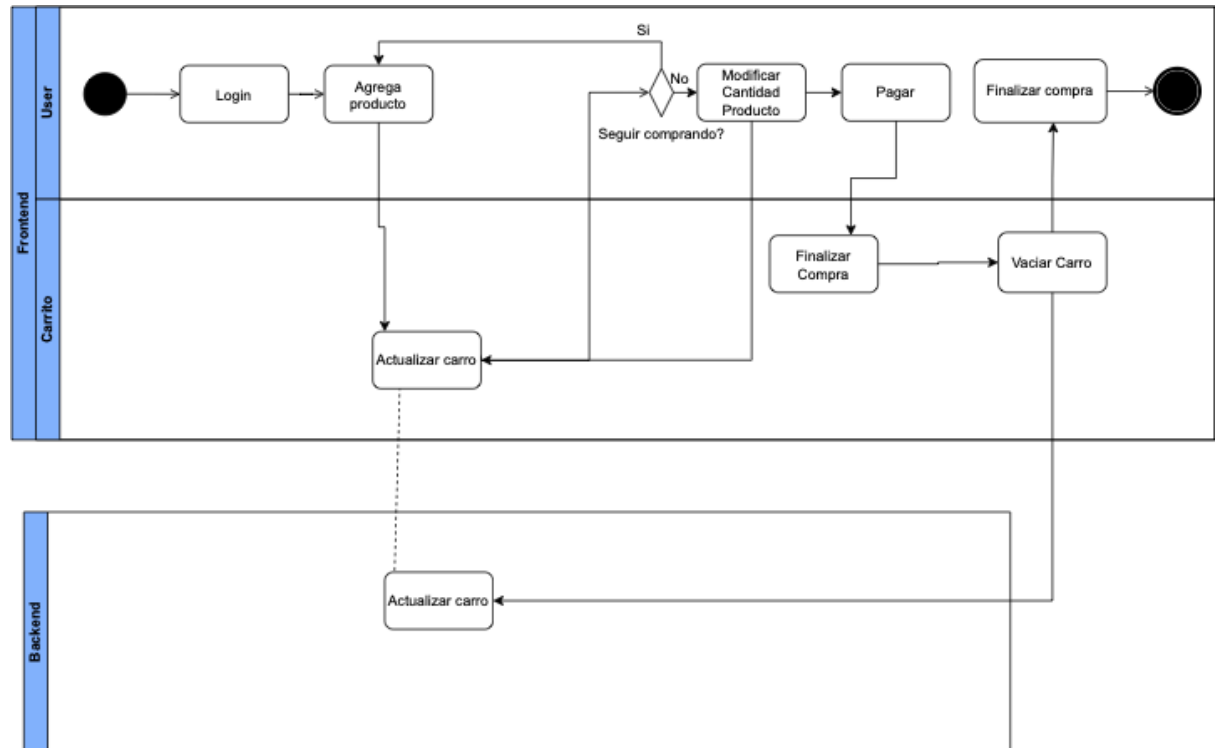 Frontend
User
Si
Login
Agrega
producto
No
Seguir comprando?
Modificar
Cantidad
Producto
Pagar
Finalizar compra
Carrito
Finalizar
Compra
Vaciar Carro
Actualizar carro
Backend
Actualizar carro